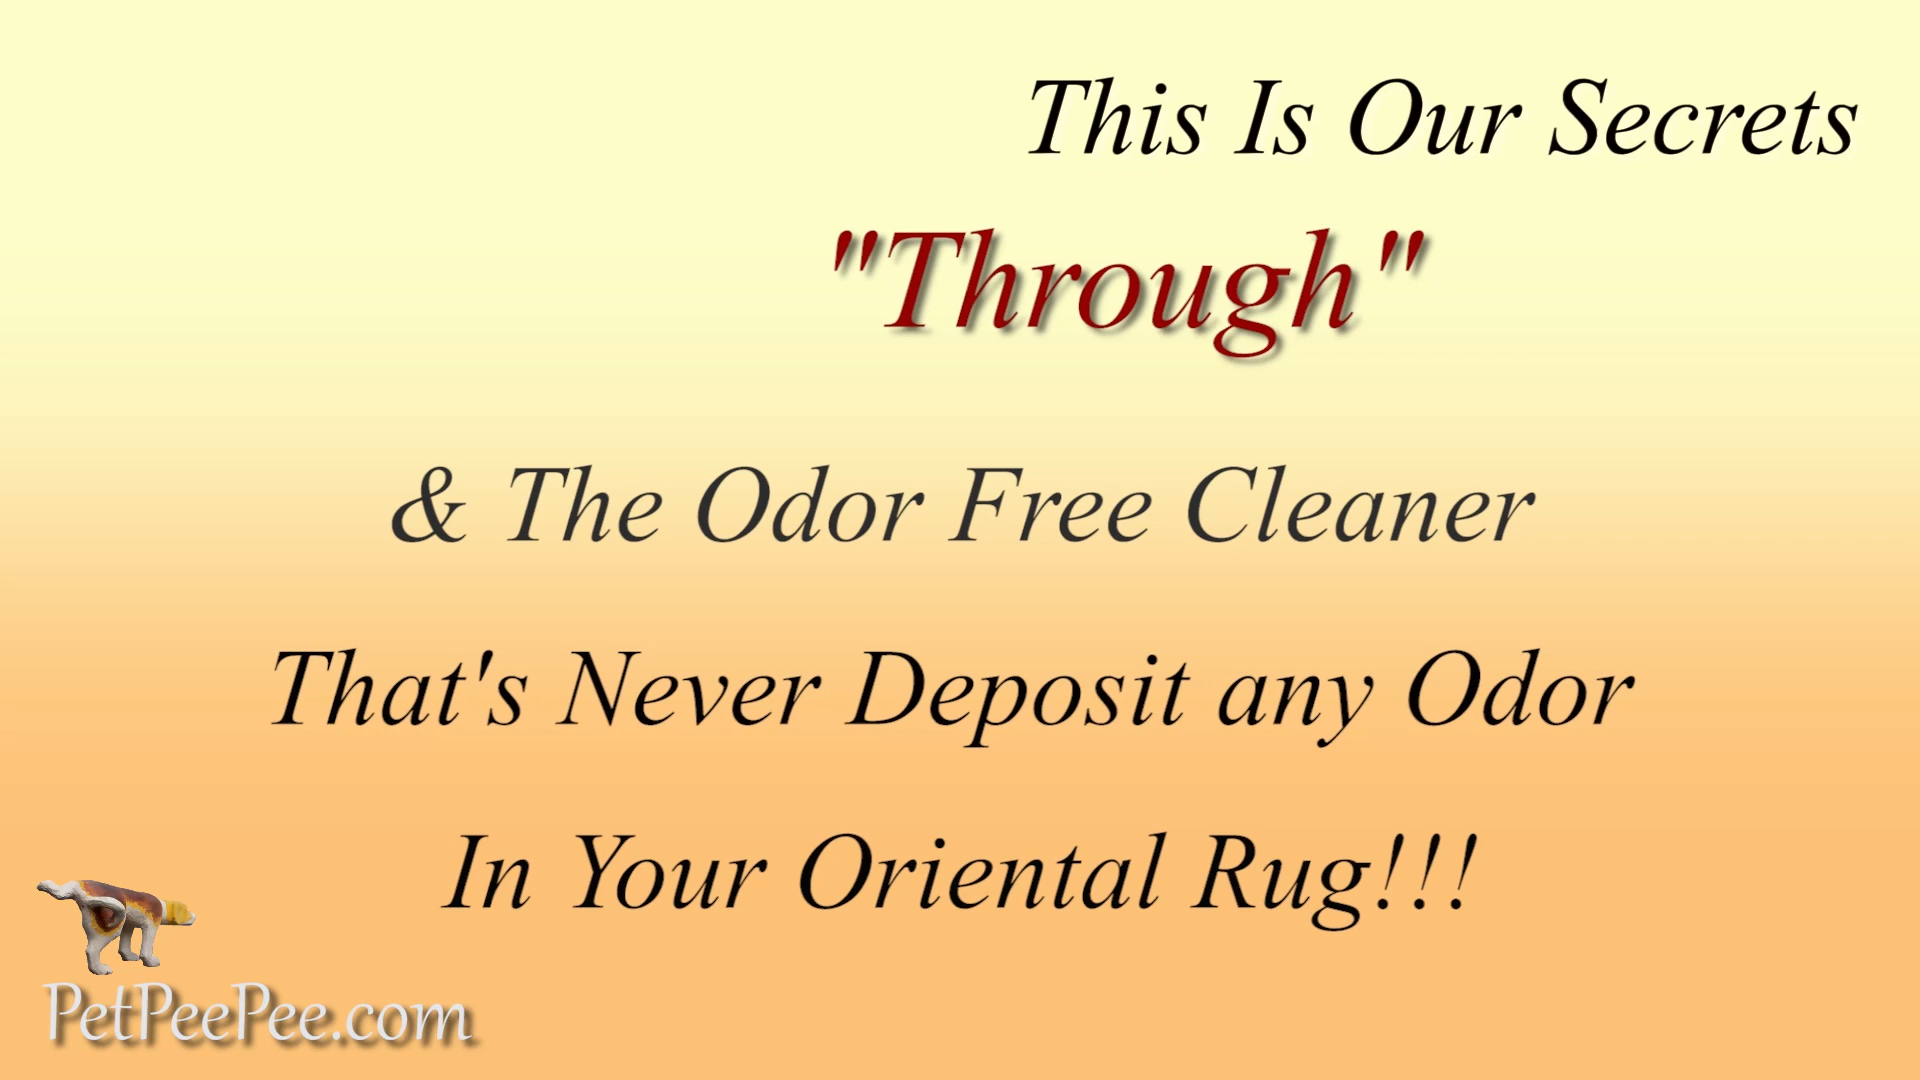 This Is Our Secrets
"Through"
& The Odor Free Cleaner
That's Never Deposit any Odor
In Your Oriental Rug!!!
PetPeePee.com